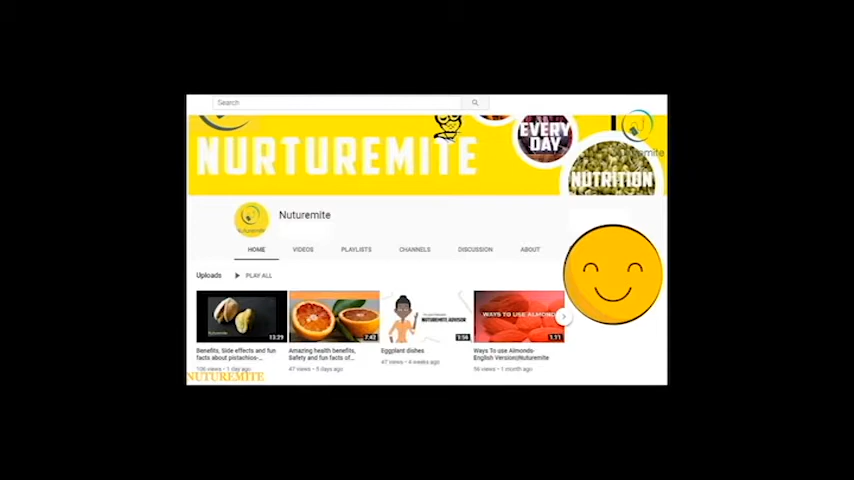 Search
NURTUREMITE
EVERY
DAY
NUTRITION
Nuturemite
HOME VIDEOS PLAYLISTS CHANNELS DISCUSSION ABOUT
Uploads PLAY ALL
NUTUREMITE ADVISOR
WAYS TO USE ALMOND
13:29 7:42 1:58 1:11
Benefits, Side effects and fun
facts about pistachios-...
106 views • 1 day ago
Amazing health benefits,
Safety and fun facts of...
47 views • 5 days ago
Eggplant dishes
47 views • 4 weeks ago
Ways To use Almonds-
English Version|Nuturemite
56 views • 1 month ago
NUTUREMITE